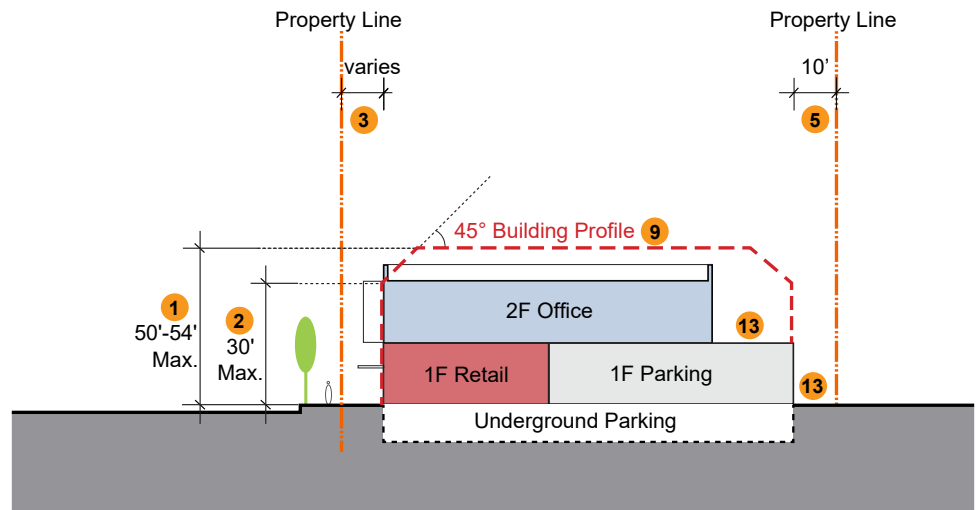 Property Line
Property Line
varies
10’
3
5
45° Building Profile 9
1
50'-54'
Max.
2
30'
Max.
2F Office
13
1F Retail
1F Parking
13
Underground Parking